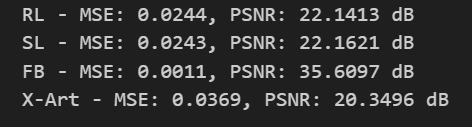 RL - MSE: 0.0244, PSNR: 22.1413 dB
SL - MSE: 0.0243, PSNR: 22.1621 dB
FB - MSE: 0.0011, PSNR: 35.6097 dB
X-Art - MSE: 0.0369, PSNR: 20.3496 dB